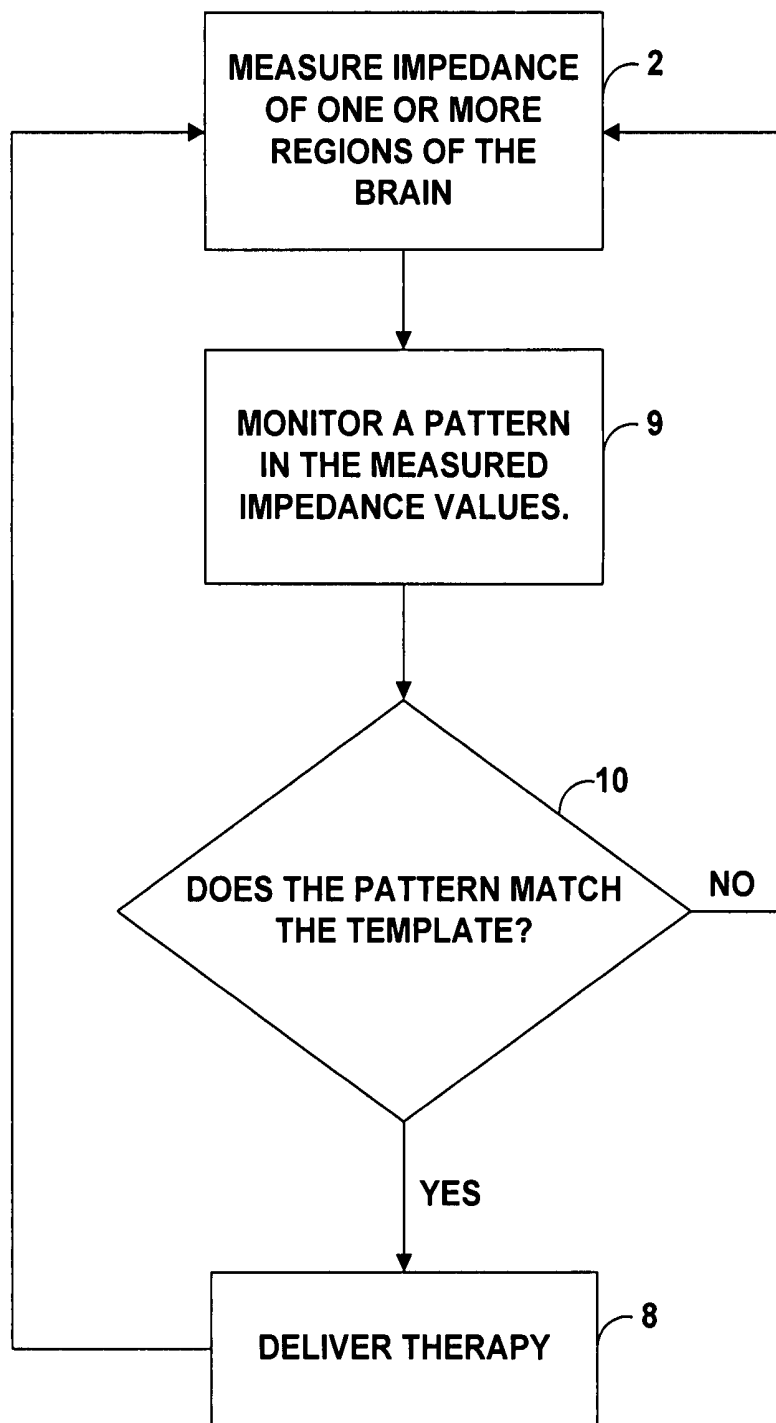 MEASURE IMPEDANCE
OF ONE OR MORE
REGIONS OF THE
BRAIN
2
MONITOR A PATTERN
IN THE MEASURED
IMPEDANCE VALUES.
9
10
DOES THE PATTERN MATCH
THE TEMPLATE?
NO
YES
DELIVER THERAPY
8